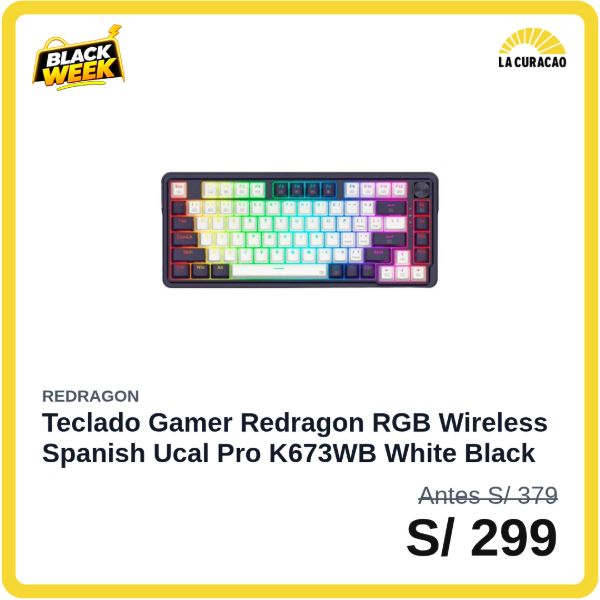 BLACK
WEEK
LA CURACAO
REDRAGON
Teclado Gamer Redragon RGB Wireless
Spanish Ucal Pro K673WB White Black
Antes S/ 379
S/ 299